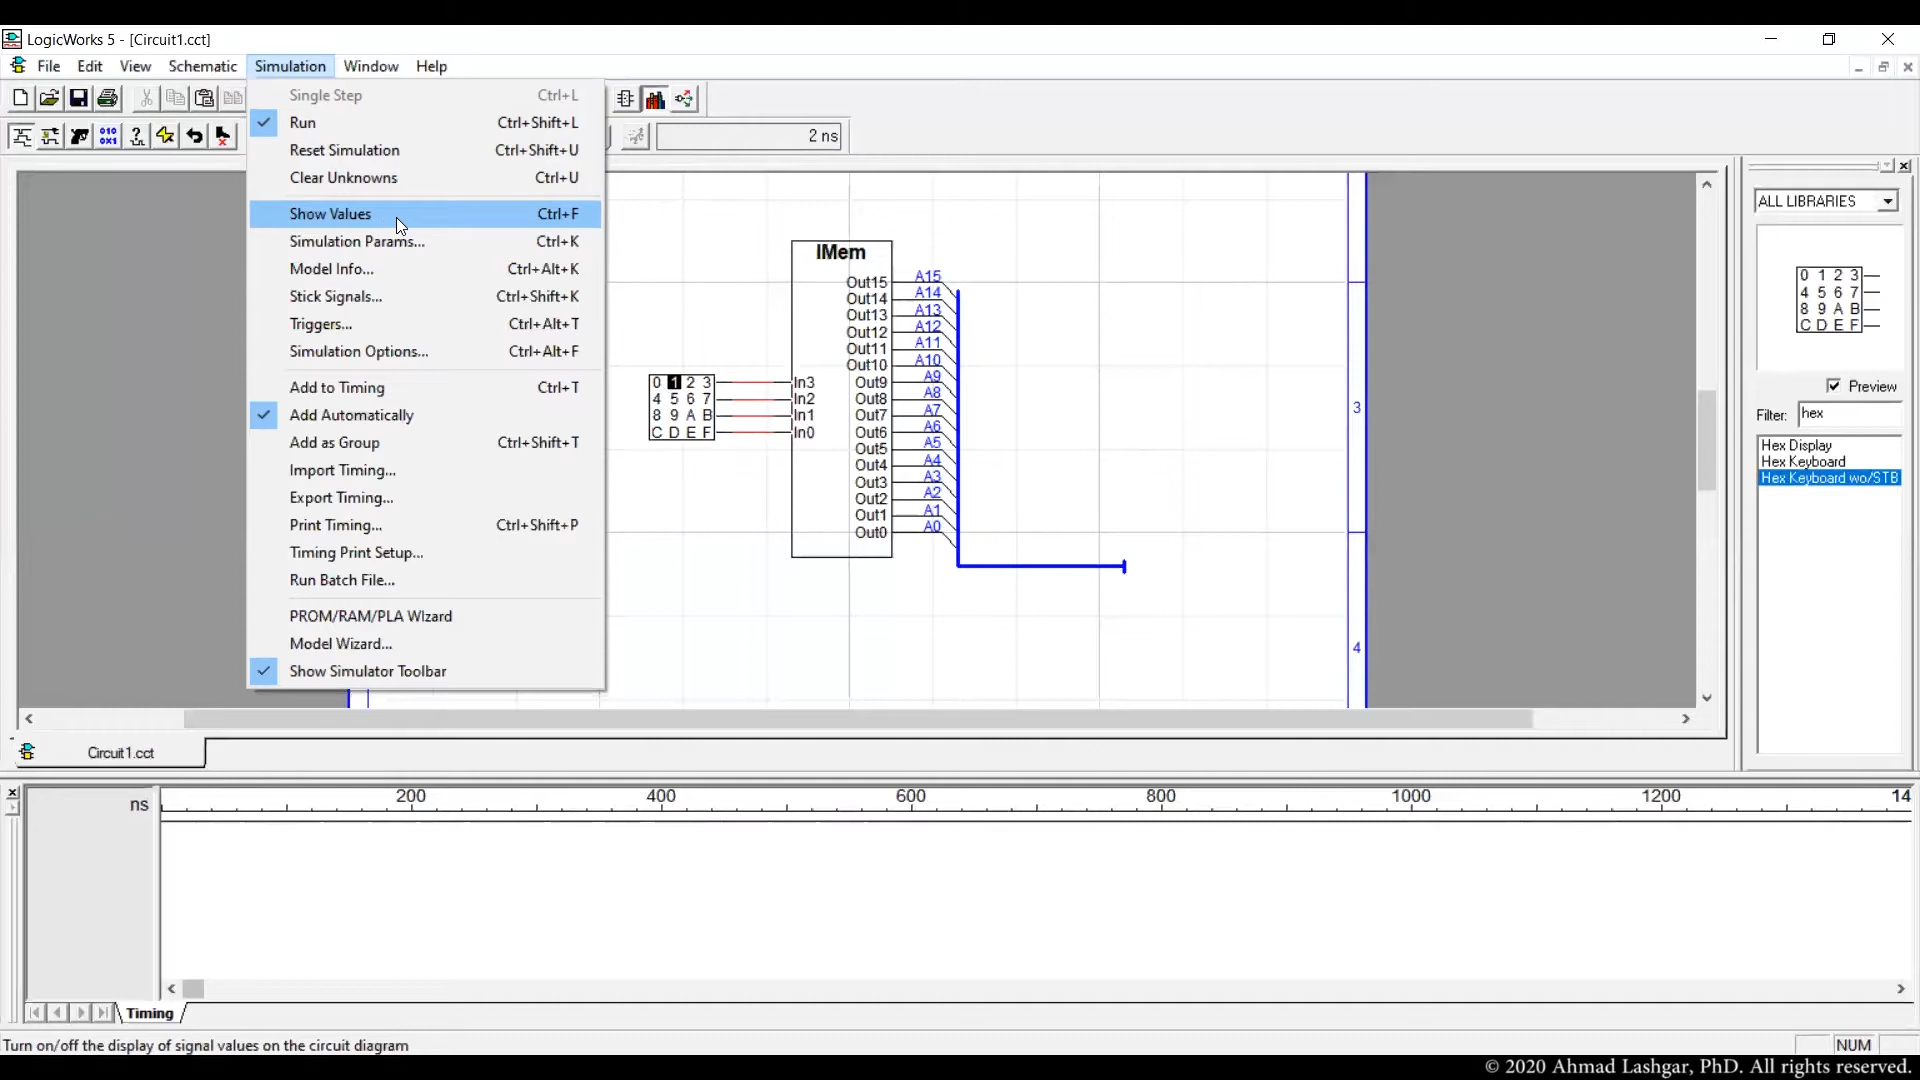 LogicWorks 5 - [Circuit1.cct]
File Edit View Schematic Simulation Window Help
Single Step Ctrl+L
Run Ctrl+Shift+L
Reset Simulation Ctrl+Shift+U
Clear Unknowns Ctrl+U
Show Values Ctrl+F
Simulation Params... Ctrl+K
Model Info... Ctrl+Alt+K
Stick Signals... Ctrl+Shift+K
Triggers... Ctrl+Alt+T
Simulation Options... Ctrl+Alt+F
Add to Timing Ctrl+T
Add Automatically
Add as Group Ctrl+Shift+T
Import Timing...
Export Timing...
Print Timing... Ctrl+Shift+P
Timing Print Setup...
Run Batch File...
PROM/RAM/PLA WIzard
Model Wizard...
Show Simulator Toolbar
010
0X1
?
2 ns
IMem
Out15 A15
Out14 A14
Out13 A13
Out12 A12
Out11 A11
Out10 A10
Out9 A9
Out8 A8
Out7 A7
Out6 A6
Out5 A5
Out4 A4
Out3 A3
Out2 A2
Out1 A1
Out0 A0
0 1 2 3 In3
4 5 6 7 In2
8 9 A B In1
C D E F In0
3
4
ALL LIBRARIES
0 1 2 3
4 5 6 7
8 9 A B
C D E F
Preview
Filter: hex
Hex Display
Hex Keyboard
Hex Keyboard wo/STB
Circuit1.cct
ns 200 400 600 800 1000 1200 14
Timing
Turn on/off the display of signal values on the circuit diagram
NUM
© 2020 Ahmad Lashgar, PhD. All rights reserved.